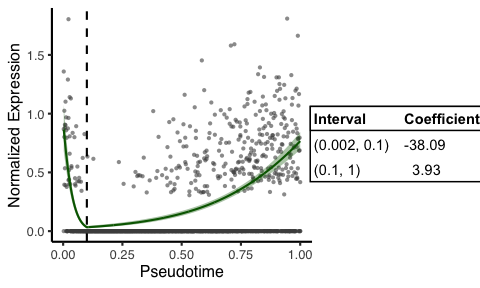 Normalized Expression
1.5
1.0
0.5
0.0
0.00 0.25 0.50 0.75 1.00
Pseudotime
Interval Coefficient
(0.002, 0.1) -38.09
(0.1, 1) 3.93